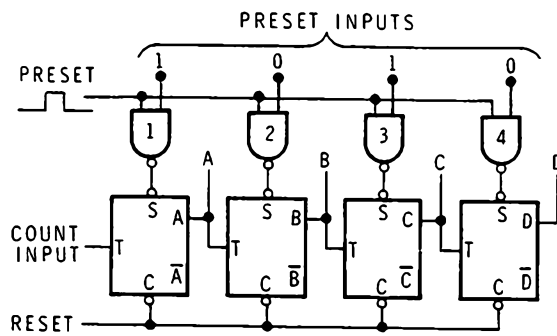 PRESET INPUTS
PRESET
1 0 1 0
1 2 3 4
A B C D
S S S S
A B C D
COUNT INPUT
T T T T
A̅ B̅ C̅ D̅
C C C C
RESET